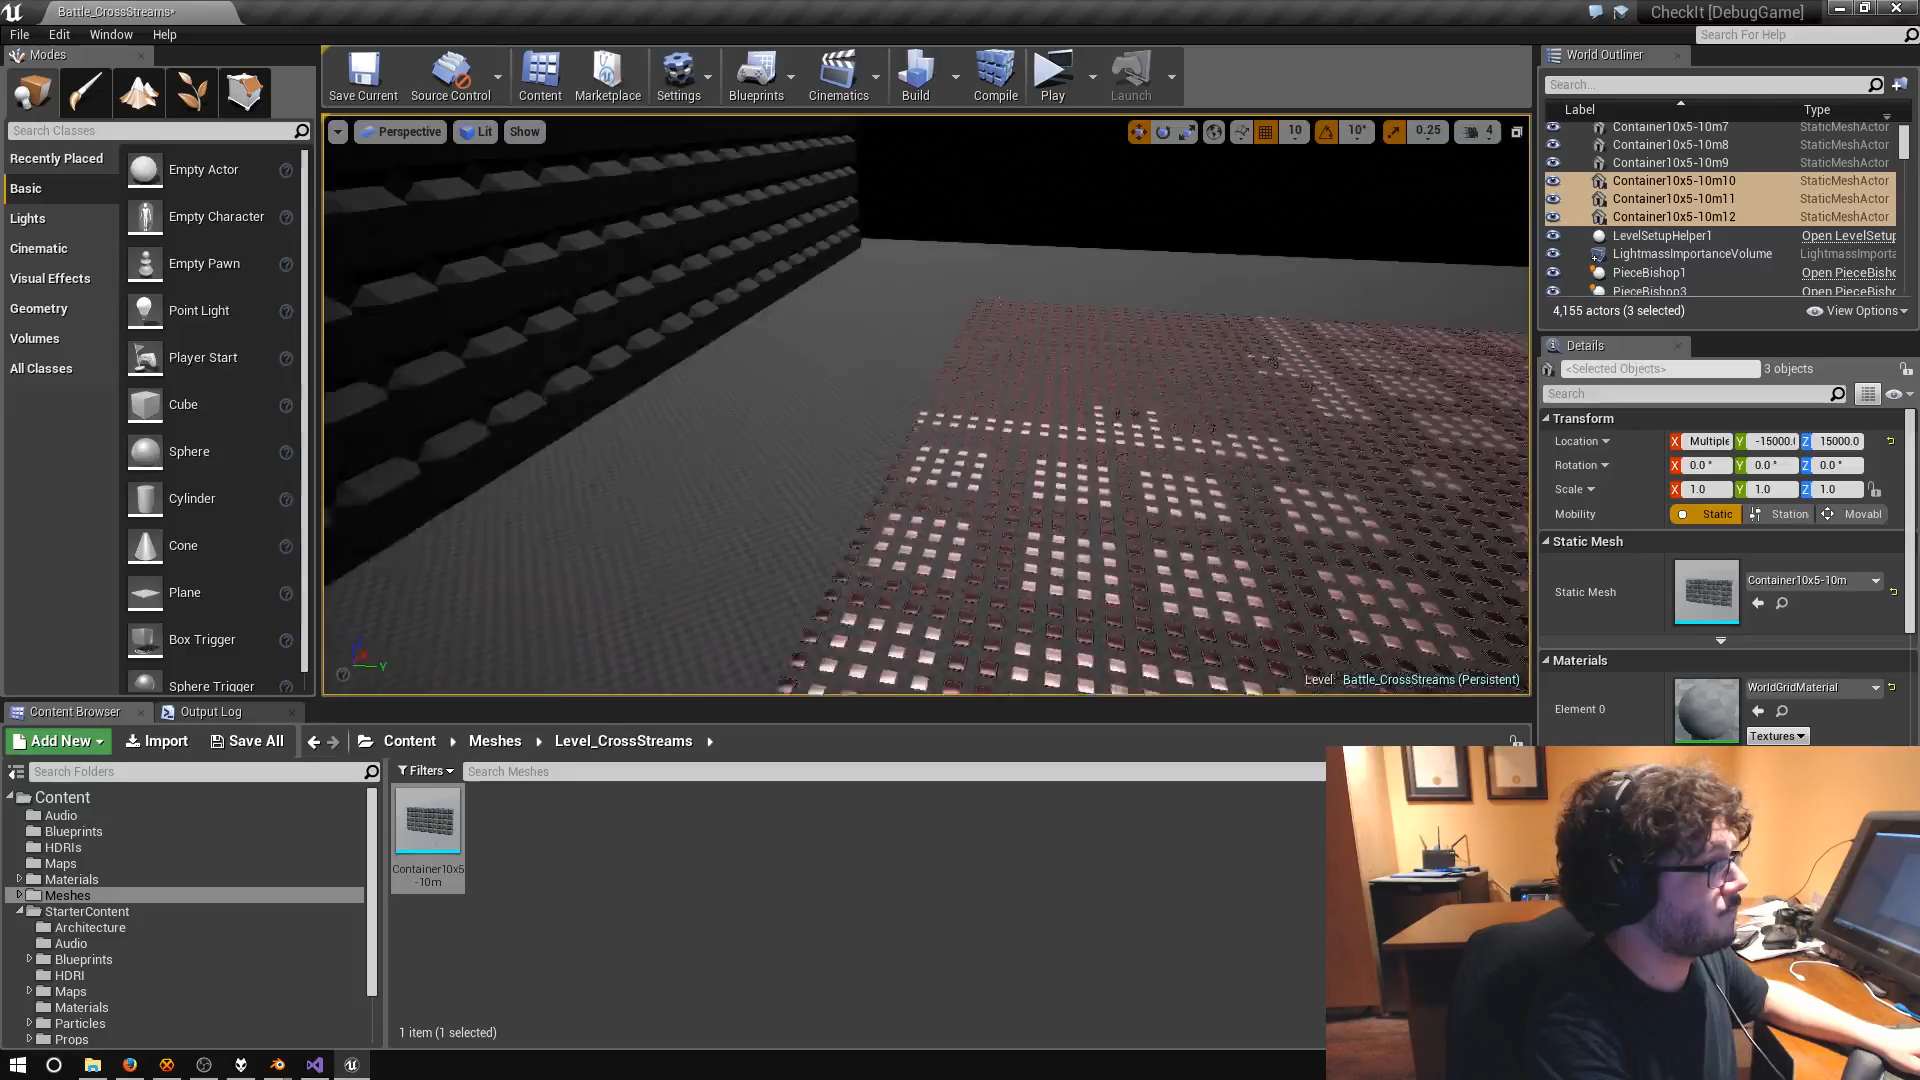 Battle_CrossStreams*
CheckIt [DebugGame]
File Edit Window Help
Search For Help
Modes
Save Current
Source Control
Content
Marketplace
Settings
Blueprints
Cinematics
Build
Compile
Play
Launch
World Outliner
Search...
Label Type
Container10x5-10m7 StaticMeshActor
Container10x5-10m8 StaticMeshActor
Container10x5-10m9 StaticMeshActor
Container10x5-10m10 StaticMeshActor
Container10x5-10m11 StaticMeshActor
Container10x5-10m12 StaticMeshActor
LevelSetupHelper1 Open LevelSetup
LightmassImportanceVolume LightmassImporta
PieceBishop1 Open PieceBisho
PieceBishop3 Open PieceBisho
4,155 actors (3 selected)
View Options
Search Classes
Recently Placed
Basic
Lights
Cinematic
Visual Effects
Geometry
Volumes
All Classes
Empty Actor
Empty Character
Empty Pawn
Point Light
Player Start
Cube
Sphere
Cylinder
Cone
Plane
Box Trigger
Sphere Trigger
Perspective
Lit
Show
10
10°
0.25
4
Y
Level: Battle_CrossStreams (Persistent)
Details
<Selected Objects>
3 objects
Search
Transform
Location X Multiple Y -15000.( Z 15000.0
Rotation X 0.0 ° Y 0.0 ° Z 0.0 °
Scale X 1.0 Y 1.0 Z 1.0
Mobility Static Station Movabl
Static Mesh
Static Mesh
Container10x5-10m
Materials
Element 0
WorldGridMaterial
Textures
Content Browser
Output Log
Add New
Import
Save All
Content
Meshes
Level_CrossStreams
Search Folders
Filters
Search Meshes
Content
Audio
Blueprints
HDRIs
Maps
Materials
Meshes
StarterContent
Architecture
Audio
Blueprints
HDRI
Maps
Materials
Particles
Props
Container10x5
-10m
1 item (1 selected)